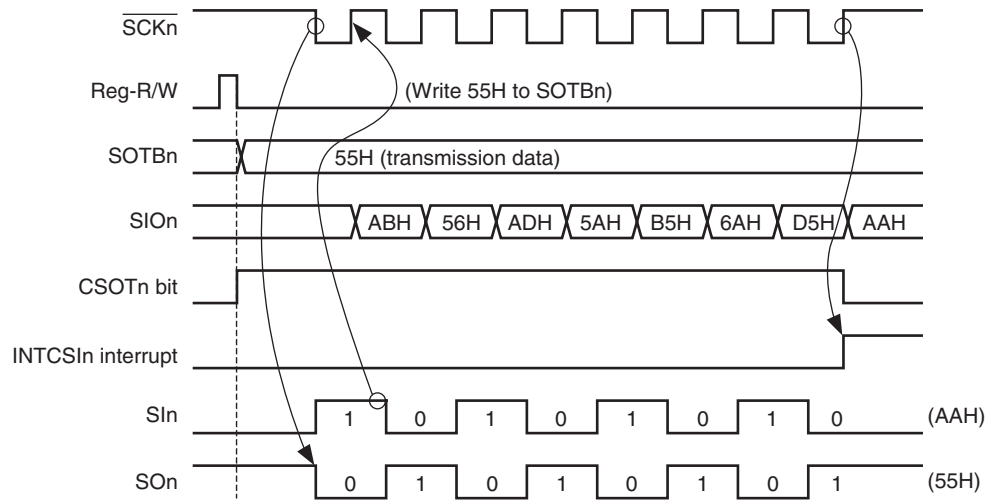 SCKn
Reg-R/W
(Write 55H to SOTBn)
SOTBn
55H (transmission data)
SIOn
ABH 56H ADH 5AH B5H 6AH D5H AAH
CSOTn bit
INTCSIn interrupt
SIn
1 0 1 0 1 0 1 0
(AAH)
SOn
0 1 0 1 0 1 0 1
(55H)